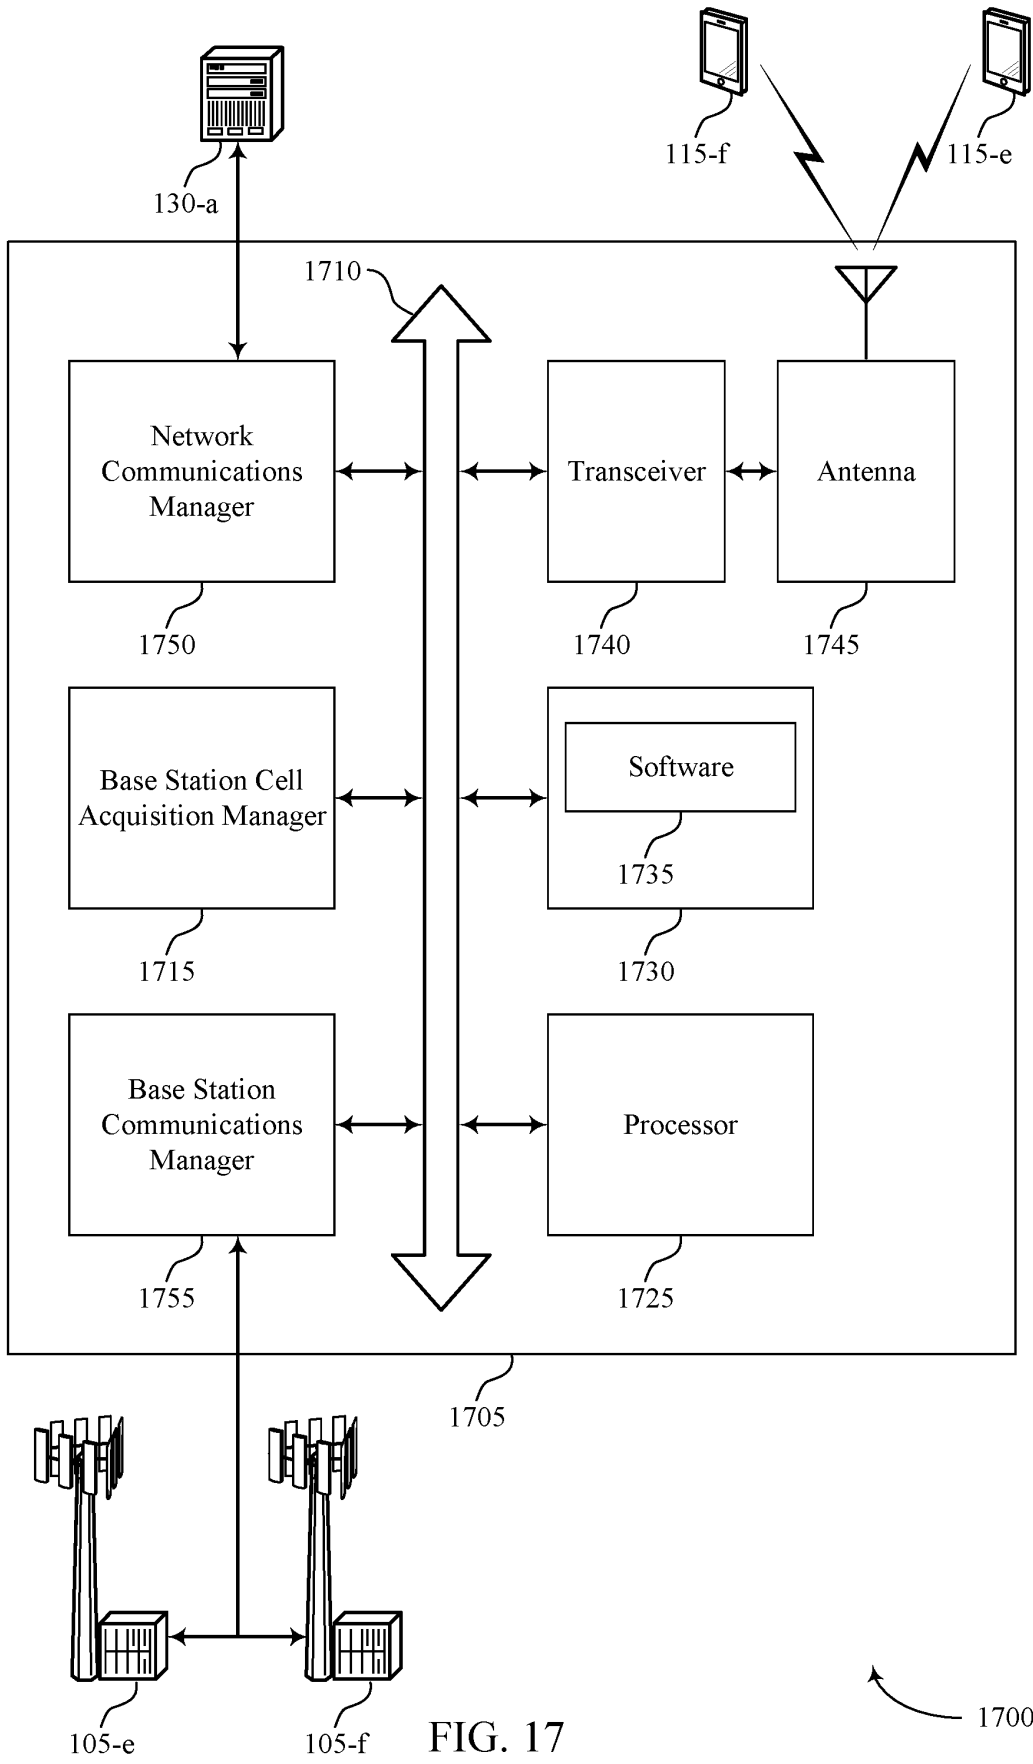 115-f
115-e
130-a
1710
Network
Communications
Manager
Transceiver
Antenna
1750
1740
1745
Base Station Cell
Acquisition Manager
Software
1735
1715
1730
Base Station
Communications
Manager
Processor
1755
1725
1705
105-e
105-f
FIG. 17
1700